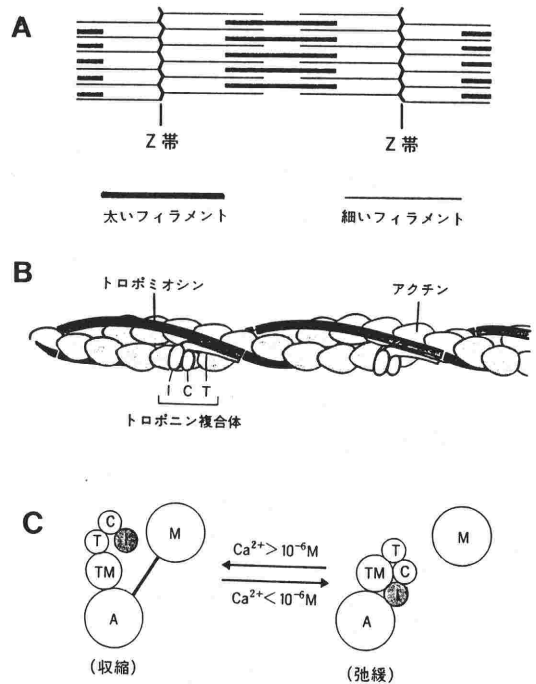 A
Z帯
Z帯
太いフィラメント
細いフィラメント
B
トロポミオシン
アクチン
I C T
トロポニン複合体
C
C
T
I
TM
A
M
Ca²⁺>10⁻⁶M
Ca²⁺<10⁻⁶M
T
TM
C
I
A
M
(収縮)
(弛緩)